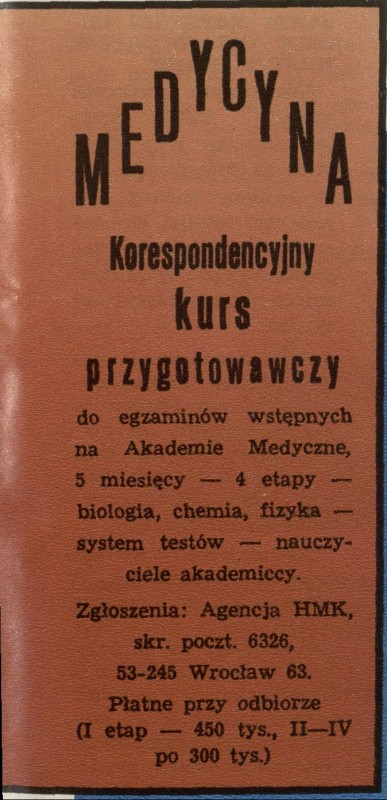 MEDYCYNA
Korespondencyjny
kurs
przygotowawczy
do egzaminów wstępnych
na Akademie Medyczne,
5 miesięcy — 4 etapy —
biologia, chemia, fizyka —
system testów — nauczy-
ciele akademiccy.
Zgłoszenia: Agencja HMK,
skr. poczt. 6326,
53-245 Wrocław 63.
Płatne przy odbiorze
(I etap — 450 tys., II—IV
po 300 tys.)